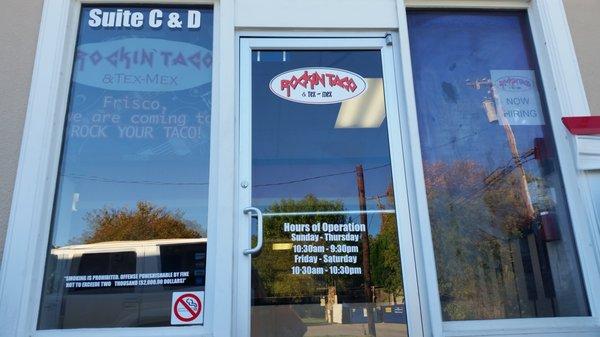 Suite C & D
ROCKIN TACO
& TEX-MEX
Frisco,
we are coming to
ROCK YOUR TACO!
"SMOKING IS A CRIMINAL OFFENSE PUNISHABLE BY FINE
NOT TO EXCEEDE TWO THOUSAND ($2,000.00 DOLLARS)"
ROCKIN TACO
& TEX-MEX
Hours of Operation
Sunday - Thursday
10:30am - 9:30pm
Friday - Saturday
10:30am - 10:30pm
ROCKIN TACO
NOW
HIRING